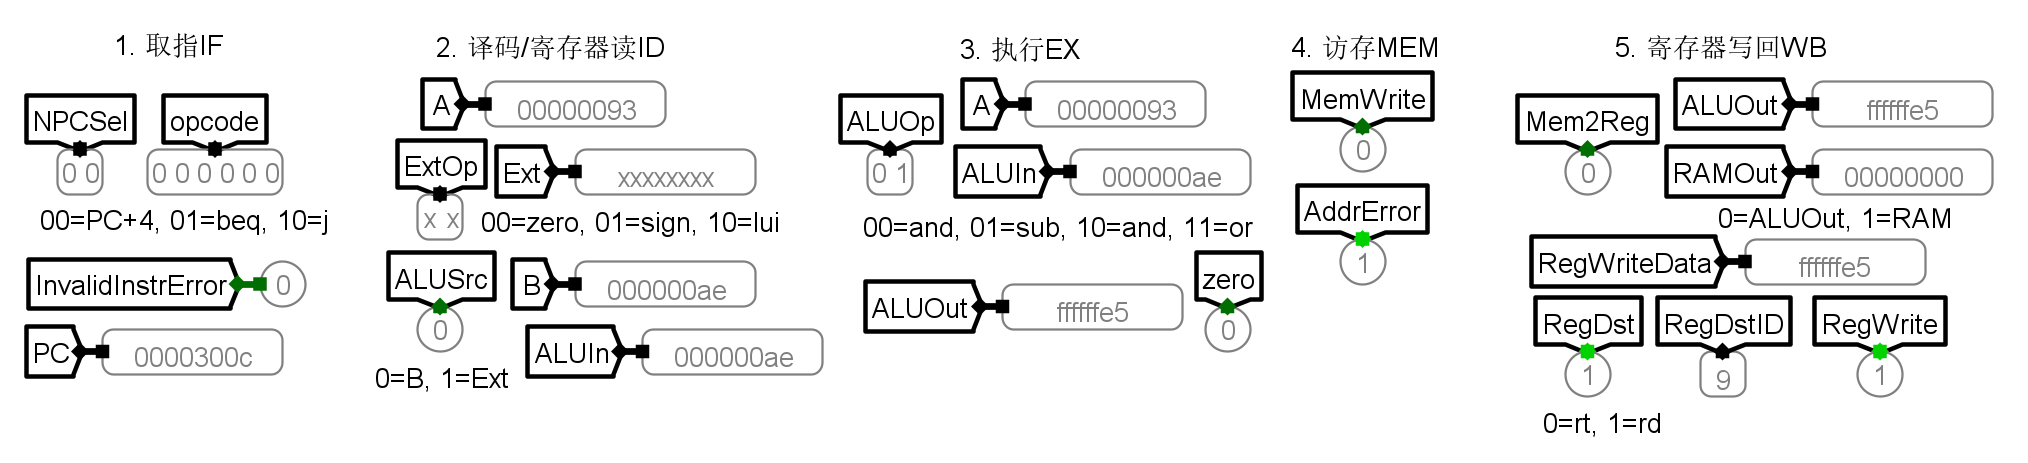 1. 取指IF
NPCSel
opcode
0 0
0 0 0 0 0 0
00=PC+4, 01=beq, 10=j
InvalidInstrError
0
PC
0000300c
2. 译码/寄存器读ID
A
00000093
ExtOp
Ext
xxxxxxxx
x x
00=zero, 01=sign, 10=lui
ALUSrc
B
000000ae
0
ALUIn
000000ae
0=B, 1=Ext
3. 执行EX
ALUOp
A
00000093
0 1
ALUIn
000000ae
00=and, 01=sub, 10=and, 11=or
ALUOut
ffffffe5
zero
0
4. 访存MEM
MemWrite
0
AddrError
1
5. 寄存器写回WB
Mem2Reg
ALUOut
ffffffe5
0
RAMOut
00000000
0=ALUOut, 1=RAM
RegWriteData
ffffffe5
RegDst
RegDstID
RegWrite
1
9
1
0=rt, 1=rd